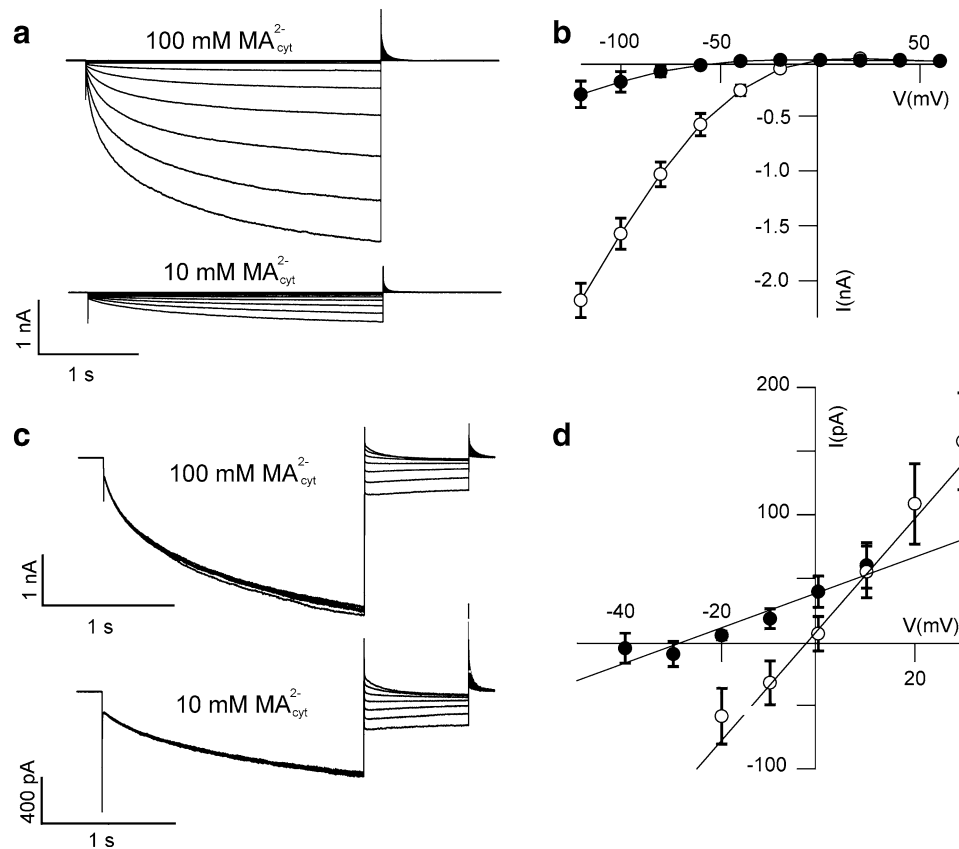 a
100 mM MA²⁻cyt
10 mM MA²⁻cyt
1 nA
1 s
b
-100 -50 50
V(mV)
-0.5
-1.0
-1.5
-2.0
I(nA)
c
100 mM MA²⁻cyt
1 nA
1 s
10 mM MA²⁻cyt
400 pA
1 s
d
200
I(pA)
100
-40 -20 V(mV)
20
-100